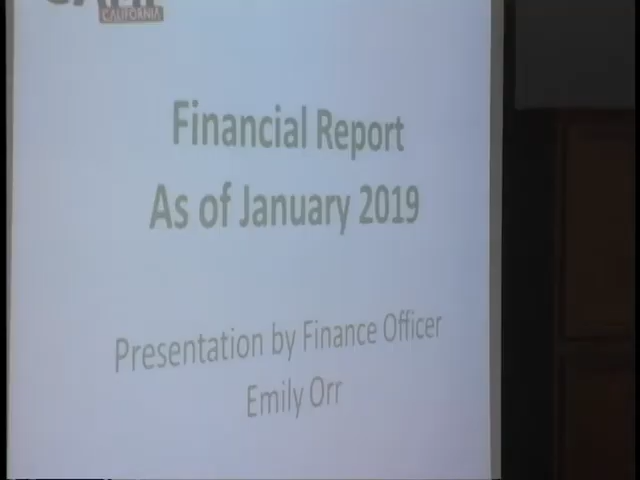 CALIFORNIA
Financial Report
As of January 2019
Presentation by Finance Officer
Emily Orr